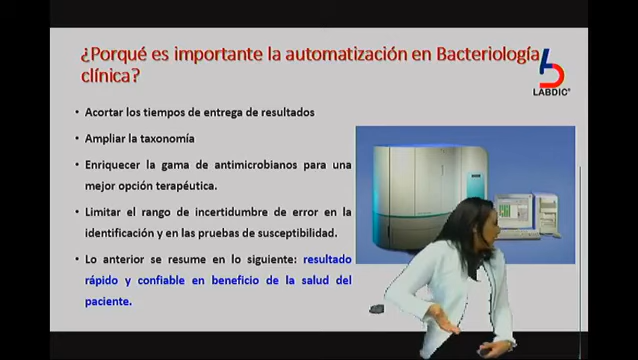 ¿Porqué es importante la automatización en Bacteriología
clínica?
LABDIC®
• Acortar los tiempos de entrega de resultados
• Ampliar la taxonomía
• Enriquecer la gama de antimicrobianos para una
mejor opción terapéutica.
• Limitar el rango de incertidumbre de error en la
identificación y en las pruebas de susceptibilidad.
• Lo anterior se resume en lo siguiente: resultado
rápido y confiable en beneficio de la salud del
paciente.